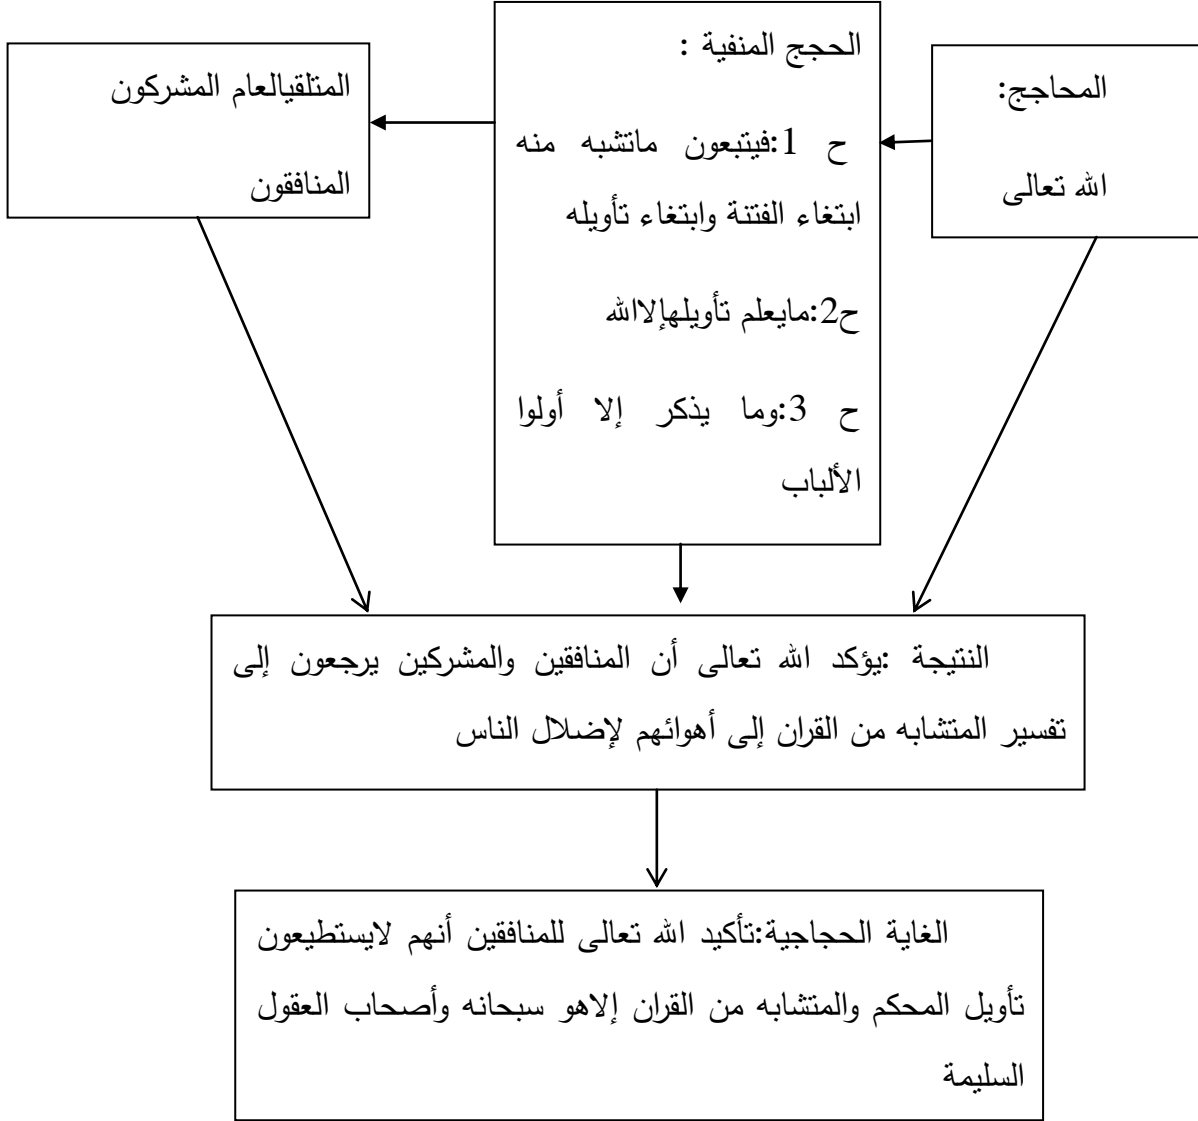 المحاجج:
الله تعالى
الحجج المنفية :
ح 1:فيتبعون ماتشبه منه
ابتغاء الفتنة وابتغاء تأويله
ح2:مايعلم تأويلهإلاالله
ح 3:وما يذكر إلا أولوا
الألباب
المتلقيالعام المشركون
المنافقون
النتيجة :يؤكد الله تعالى أن المنافقين والمشركين يرجعون إلى
تفسير المتشابه من القران إلى أهوائهم لإضلال الناس
الغاية الحجاجية:تأكيد الله تعالى للمنافقين أنهم لايستطيعون
تأويل المحكم والمتشابه من القران إلاهو سبحانه وأصحاب العقول
السليمة